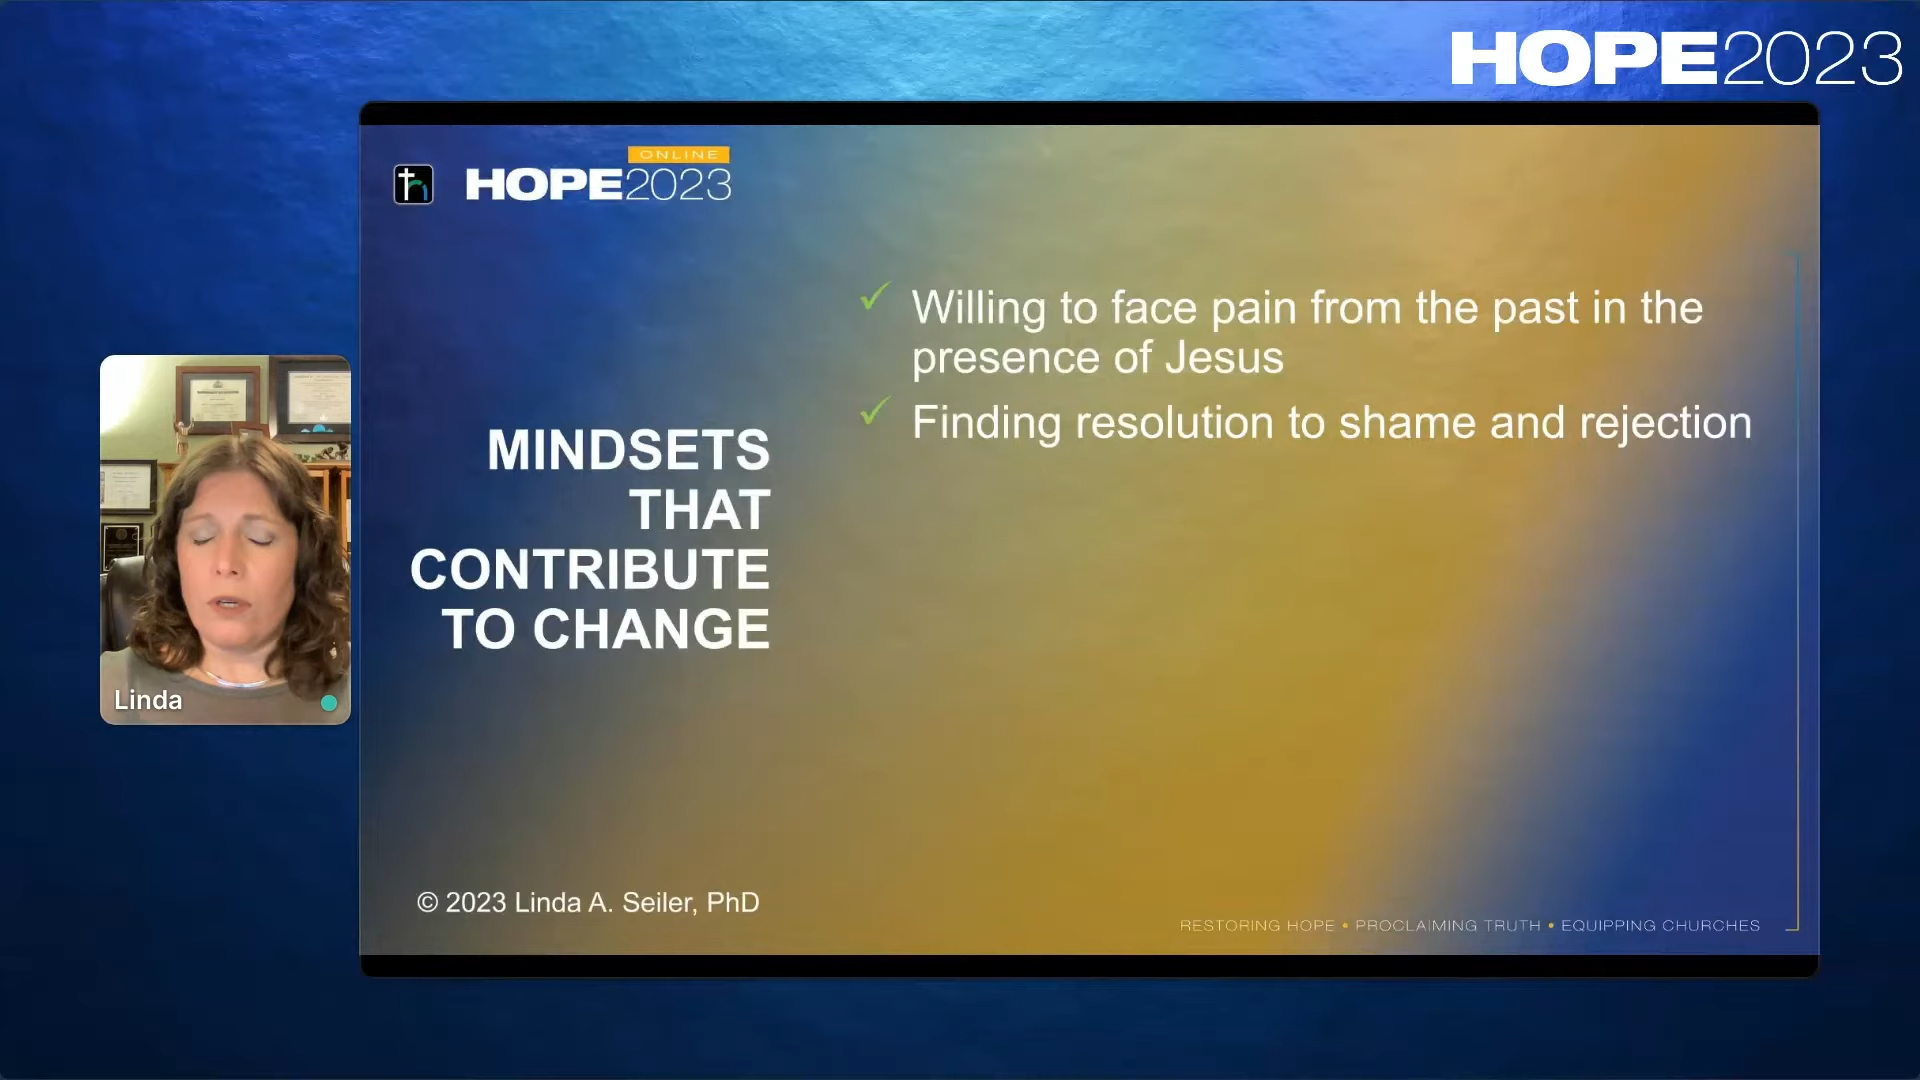 HOPE2023
ONLINE
HOPE2023
Willing to face pain from the past in the
presence of Jesus
Finding resolution to shame and rejection
MINDSETS
THAT
CONTRIBUTE
TO CHANGE
Linda
© 2023 Linda A. Seiler, PhD
RESTORING HOPE • PROCLAIMING TRUTH • EQUIPPING CHURCHES